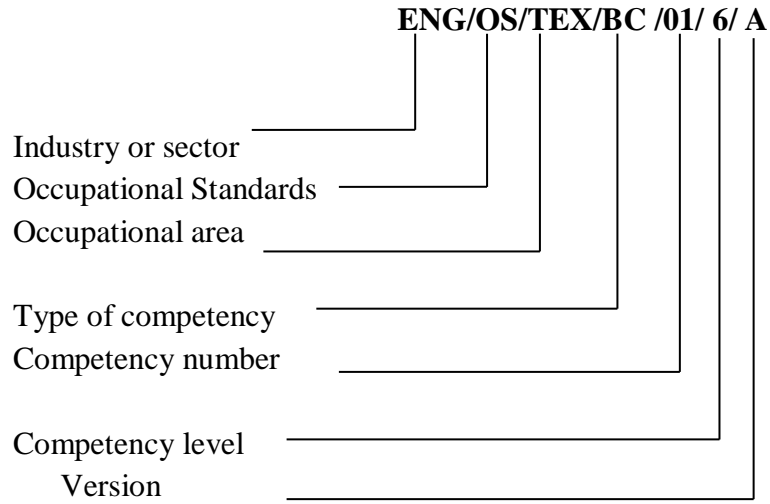 ENG/OS/TEX/BC /01/ 6/ A
Industry or sector
Occupational Standards
Occupational area
Type of competency
Competency number
Competency level
Version